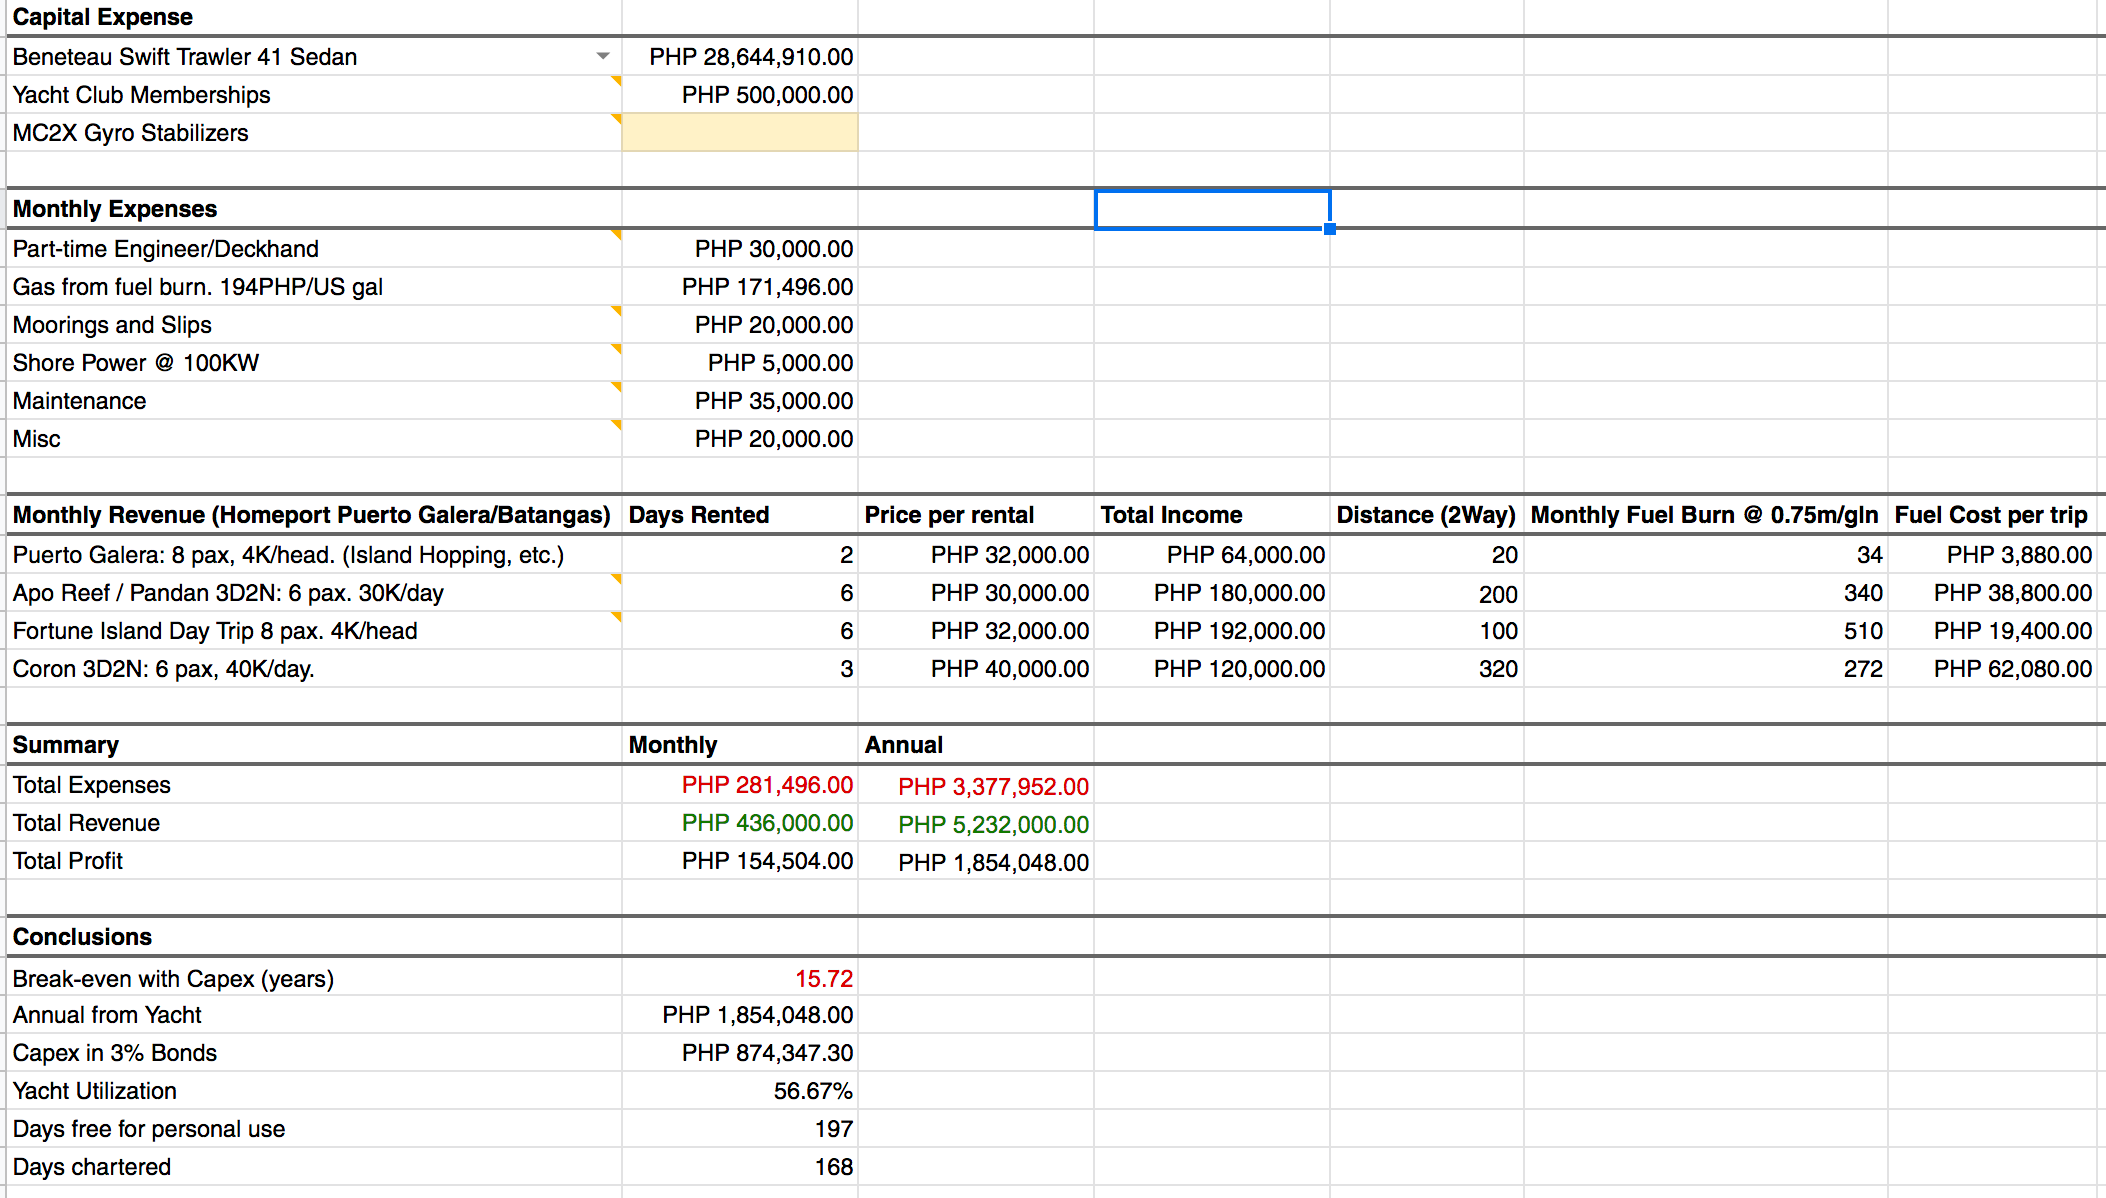 Capital Expense
Beneteau Swift Trawler 41 Sedan PHP 28,644,910.00
Yacht Club Memberships PHP 500,000.00
MC2X Gyro Stabilizers
Monthly Expenses
Part-time Engineer/Deckhand PHP 30,000.00
Gas from fuel burn. 194PHP/US gal PHP 171,496.00
Moorings and Slips PHP 20,000.00
Shore Power @ 100KW PHP 5,000.00
Maintenance PHP 35,000.00
Misc PHP 20,000.00
Monthly Revenue (Homeport Puerto Galera/Batangas) Days Rented Price per rental Total Income Distance (2Way) Monthly Fuel Burn @ 0.75m/gln Fuel Cost per trip
Puerto Galera: 8 pax, 4K/head. (Island Hopping, etc.) 2 PHP 32,000.00 PHP 64,000.00 20 34 PHP 3,880.00
Apo Reef / Pandan 3D2N: 6 pax. 30K/day 6 PHP 30,000.00 PHP 180,000.00 200 340 PHP 38,800.00
Fortune Island Day Trip 8 pax. 4K/head 6 PHP 32,000.00 PHP 192,000.00 100 510 PHP 19,400.00
Coron 3D2N: 6 pax, 40K/day. 3 PHP 40,000.00 PHP 120,000.00 320 272 PHP 62,080.00
Summary Monthly Annual
Total Expenses PHP 281,496.00 PHP 3,377,952.00
Total Revenue PHP 436,000.00 PHP 5,232,000.00
Total Profit PHP 154,504.00 PHP 1,854,048.00
Conclusions
Break-even with Capex (years) 15.72
Annual from Yacht PHP 1,854,048.00
Capex in 3% Bonds PHP 874,347.30
Yacht Utilization 56.67%
Days free for personal use 197
Days chartered 168